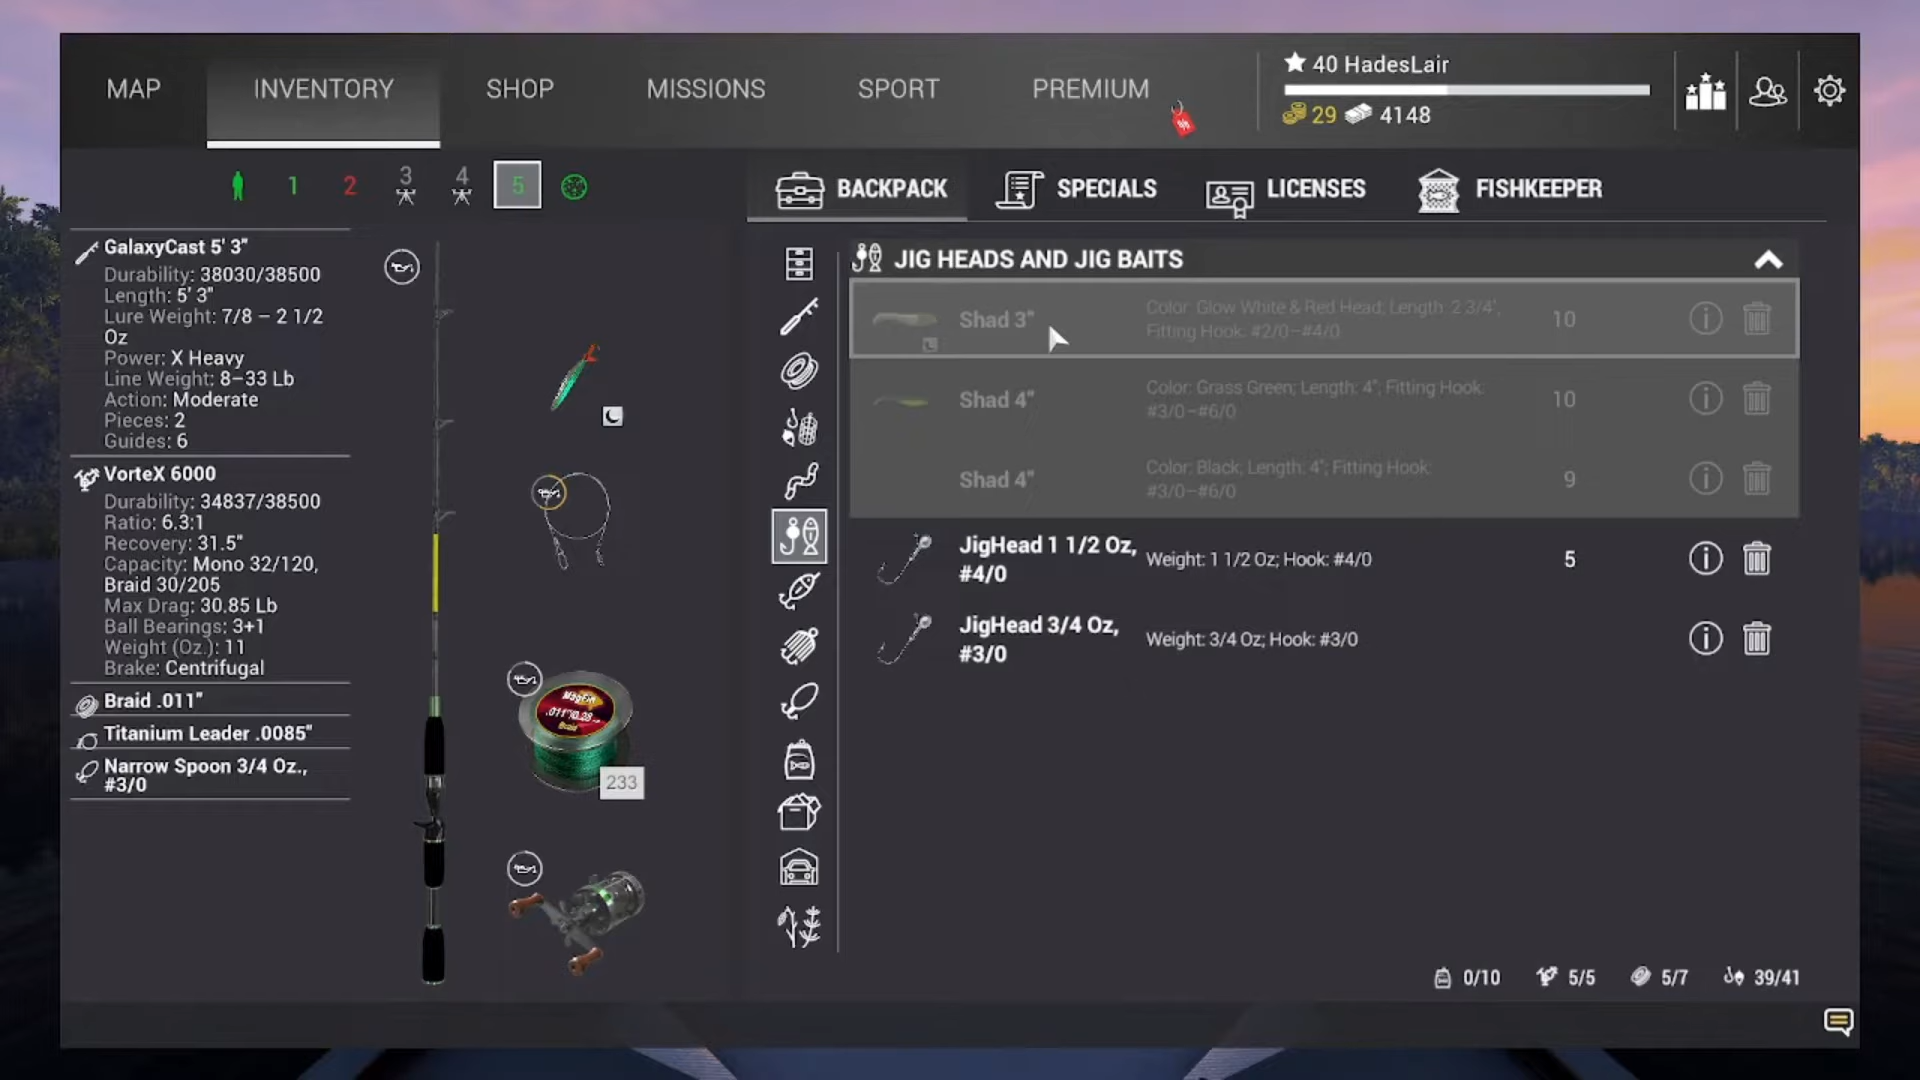 MAP
INVENTORY
SHOP
MISSIONS
SPORT
PREMIUM
40 HadesLair
29 4148
1 2 3 4 5
BACKPACK
SPECIALS
LICENSES
FISHKEEPER
GalaxyCast 5' 3"
Durability: 38030/38500
Length: 5' 3"
Lure Weight: 7/8 – 2 1/2
Oz
Power: X Heavy
Line Weight: 8–33 Lb
Action: Moderate
Pieces: 2
Guides: 6
VorteX 6000
Durability: 34837/38500
Ratio: 6.3:1
Recovery: 31.5"
Capacity: Mono 32/120,
Braid 30/205
Max Drag: 30.85 Lb
Ball Bearings: 3+1
Weight (Oz.): 11
Brake: Centrifugal
Braid .011"
Titanium Leader .0085"
Narrow Spoon 3/4 Oz.,
#3/0
233
JIG HEADS AND JIG BAITS
Shad 3"
Color: Glow White & Red Head; Length: 2 3/4",
Fitting Hook: #2/0–#4/0
10
Shad 4"
Color: Grass Green; Length: 4"; Fitting Hook:
#3/0–#6/0
10
Shad 4"
Color: Black; Length: 4"; Fitting Hook:
#3/0–#6/0
9
JigHead 1 1/2 Oz,
#4/0
Weight: 1 1/2 Oz; Hook: #4/0
5
JigHead 3/4 Oz,
#3/0
Weight: 3/4 Oz; Hook: #3/0
0/10 5/5 5/7 39/41